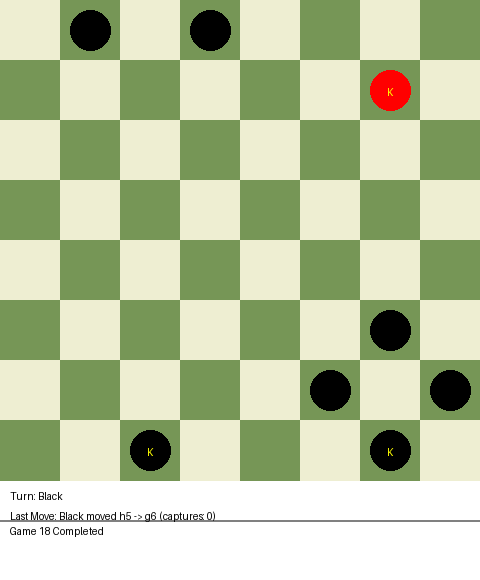 K
K
K
Turn: Black
Last Move: Black moved h5 -> g6 (captures: 0)
Game 18 Completed